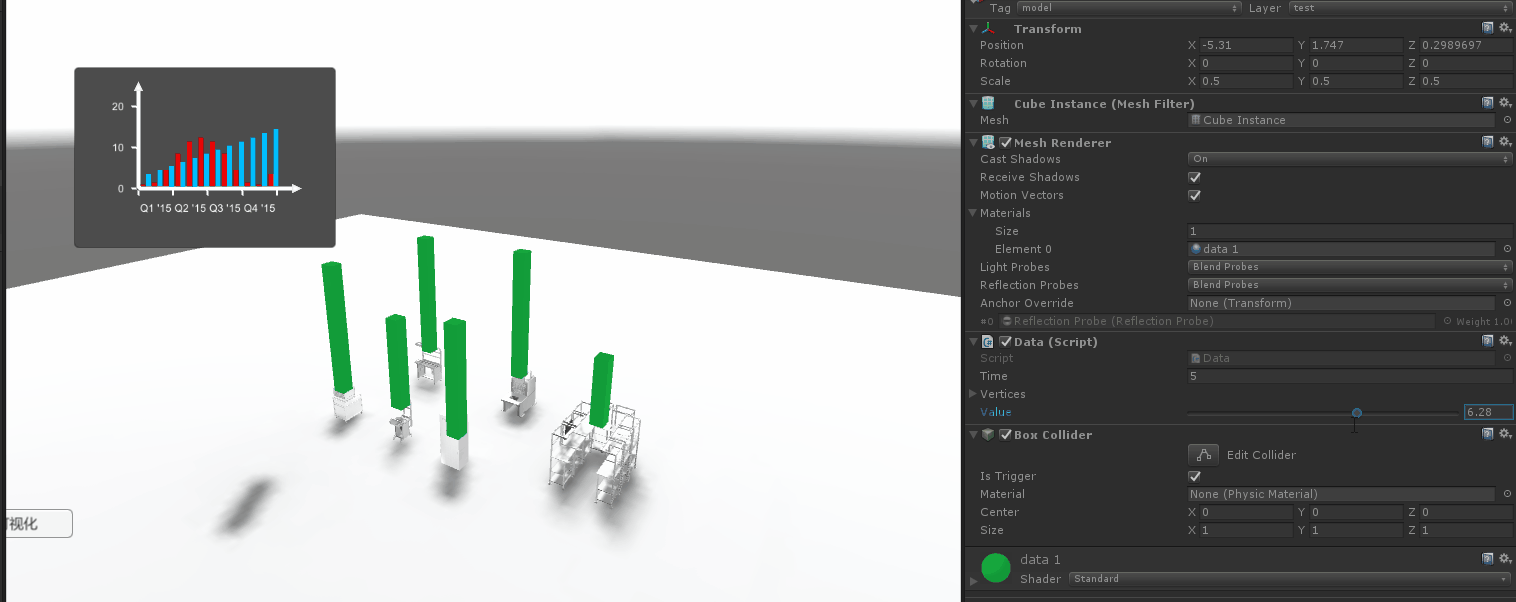 20
10
0
Q1 '15 Q2 '15 Q3 '15 Q4 '15
视化
Tag model Layer test
Transform
Position X -5.31 Y 1.747 Z 0.2989697
Rotation X 0 Y 0 Z 0
Scale X 0.5 Y 0.5 Z 0.5
Cube Instance (Mesh Filter)
Mesh Cube Instance
Mesh Renderer
Cast Shadows On
Receive Shadows
Motion Vectors
Materials
Size 1
Element 0 data 1
Light Probes Blend Probes
Reflection Probes Blend Probes
Anchor Override None (Transform)
#0 Reflection Probe (Reflection Probe) Weight 1.0
Data (Script)
Script Data
Time 5
Vertices
Value 6.28
Box Collider
Edit Collider
Is Trigger
Material None (Physic Material)
Center X 0 Y 0 Z 0
Size X 1 Y 1 Z 1
data 1
Shader Standard